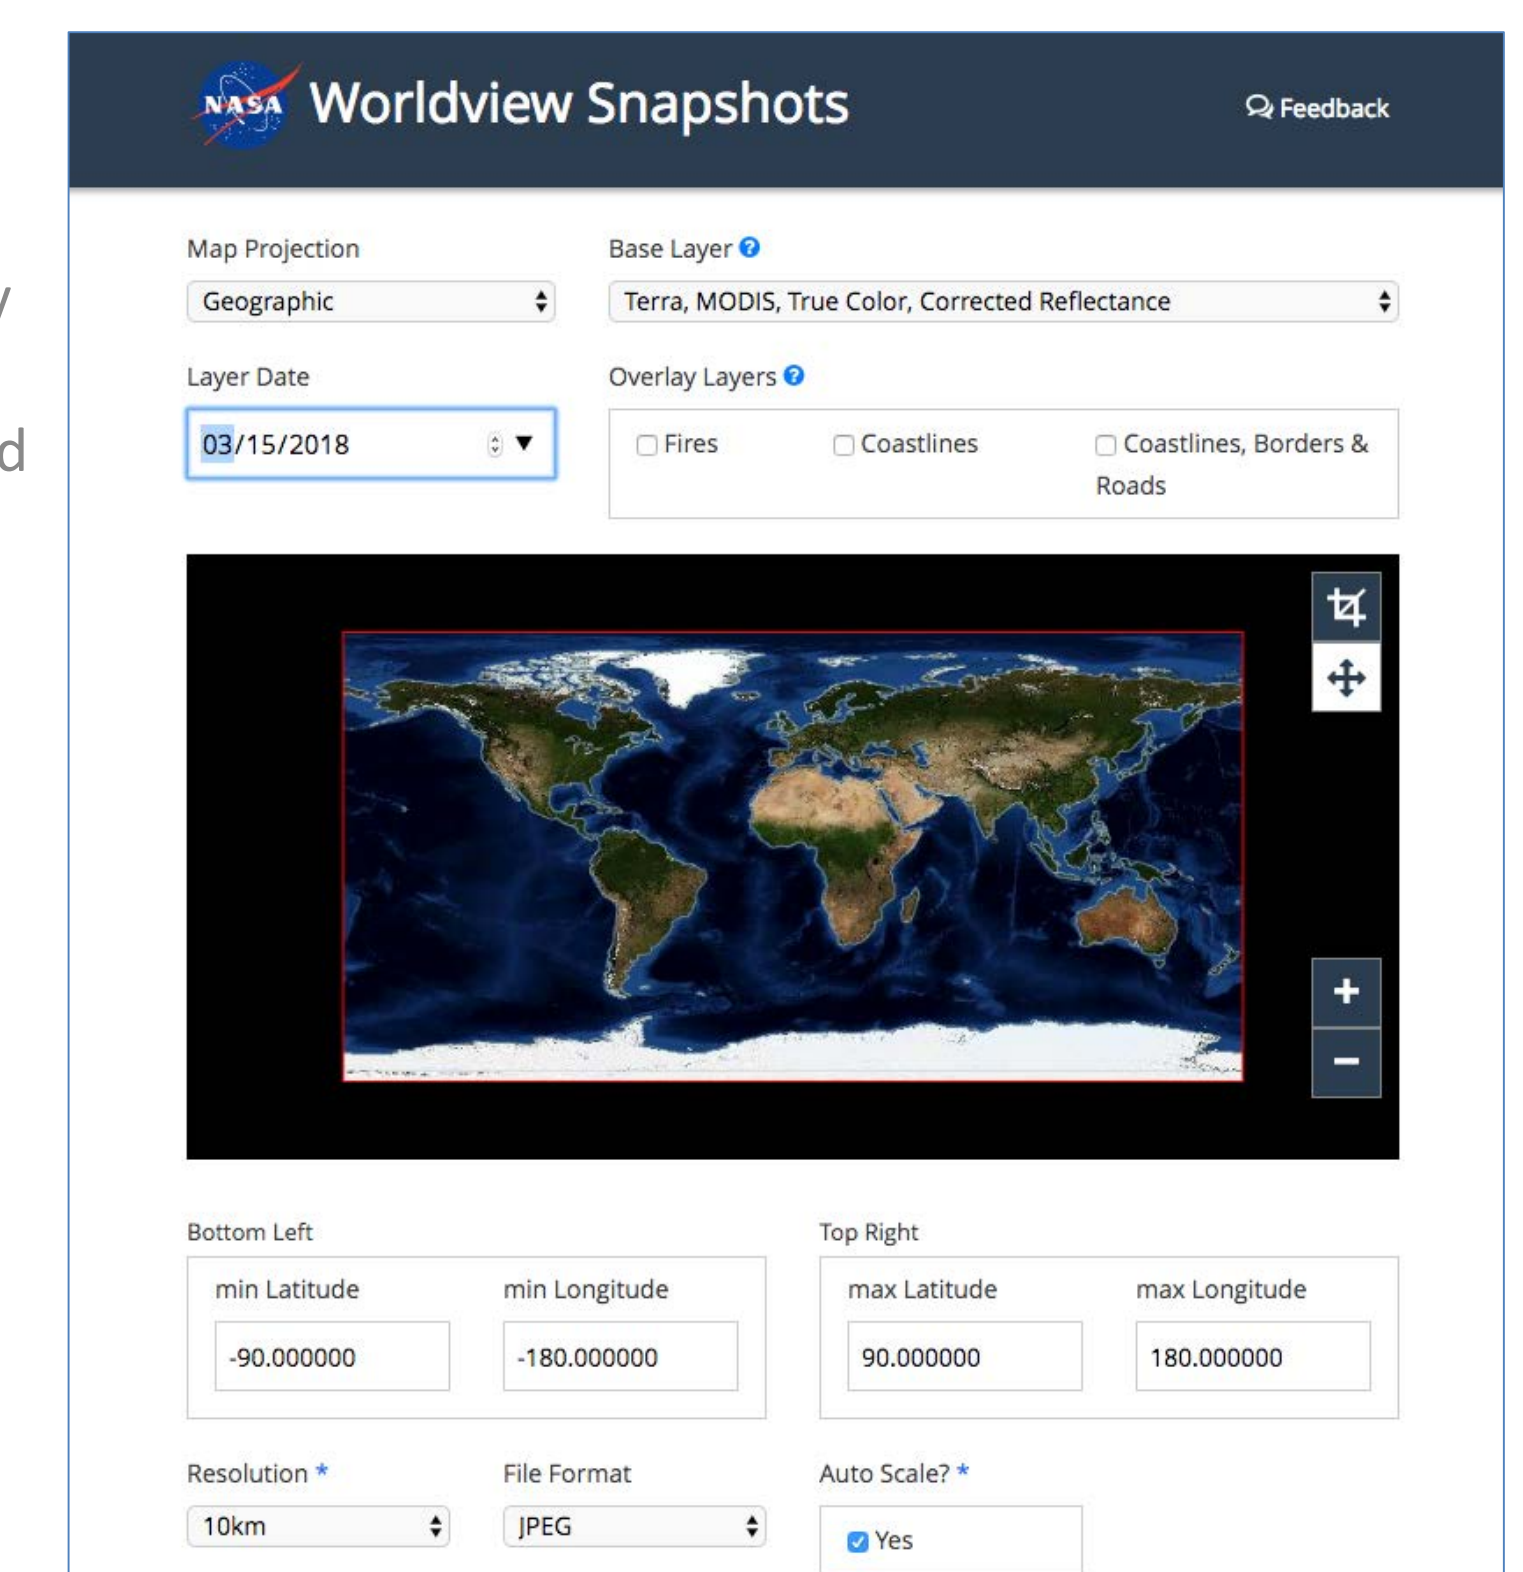 NASA Worldview Snapshots
Feedback
Map Projection
Base Layer
Geographic
Terra, MODIS, True Color, Corrected Reflectance
y
Layer Date
Overlay Layers
03/15/2018
Fires
Coastlines
Coastlines, Borders &
Roads
d
Bottom Left
Top Right
min Latitude
min Longitude
max Latitude
max Longitude
-90.000000
-180.000000
90.000000
180.000000
Resolution *
File Format
Auto Scale? *
10km
JPEG
Yes